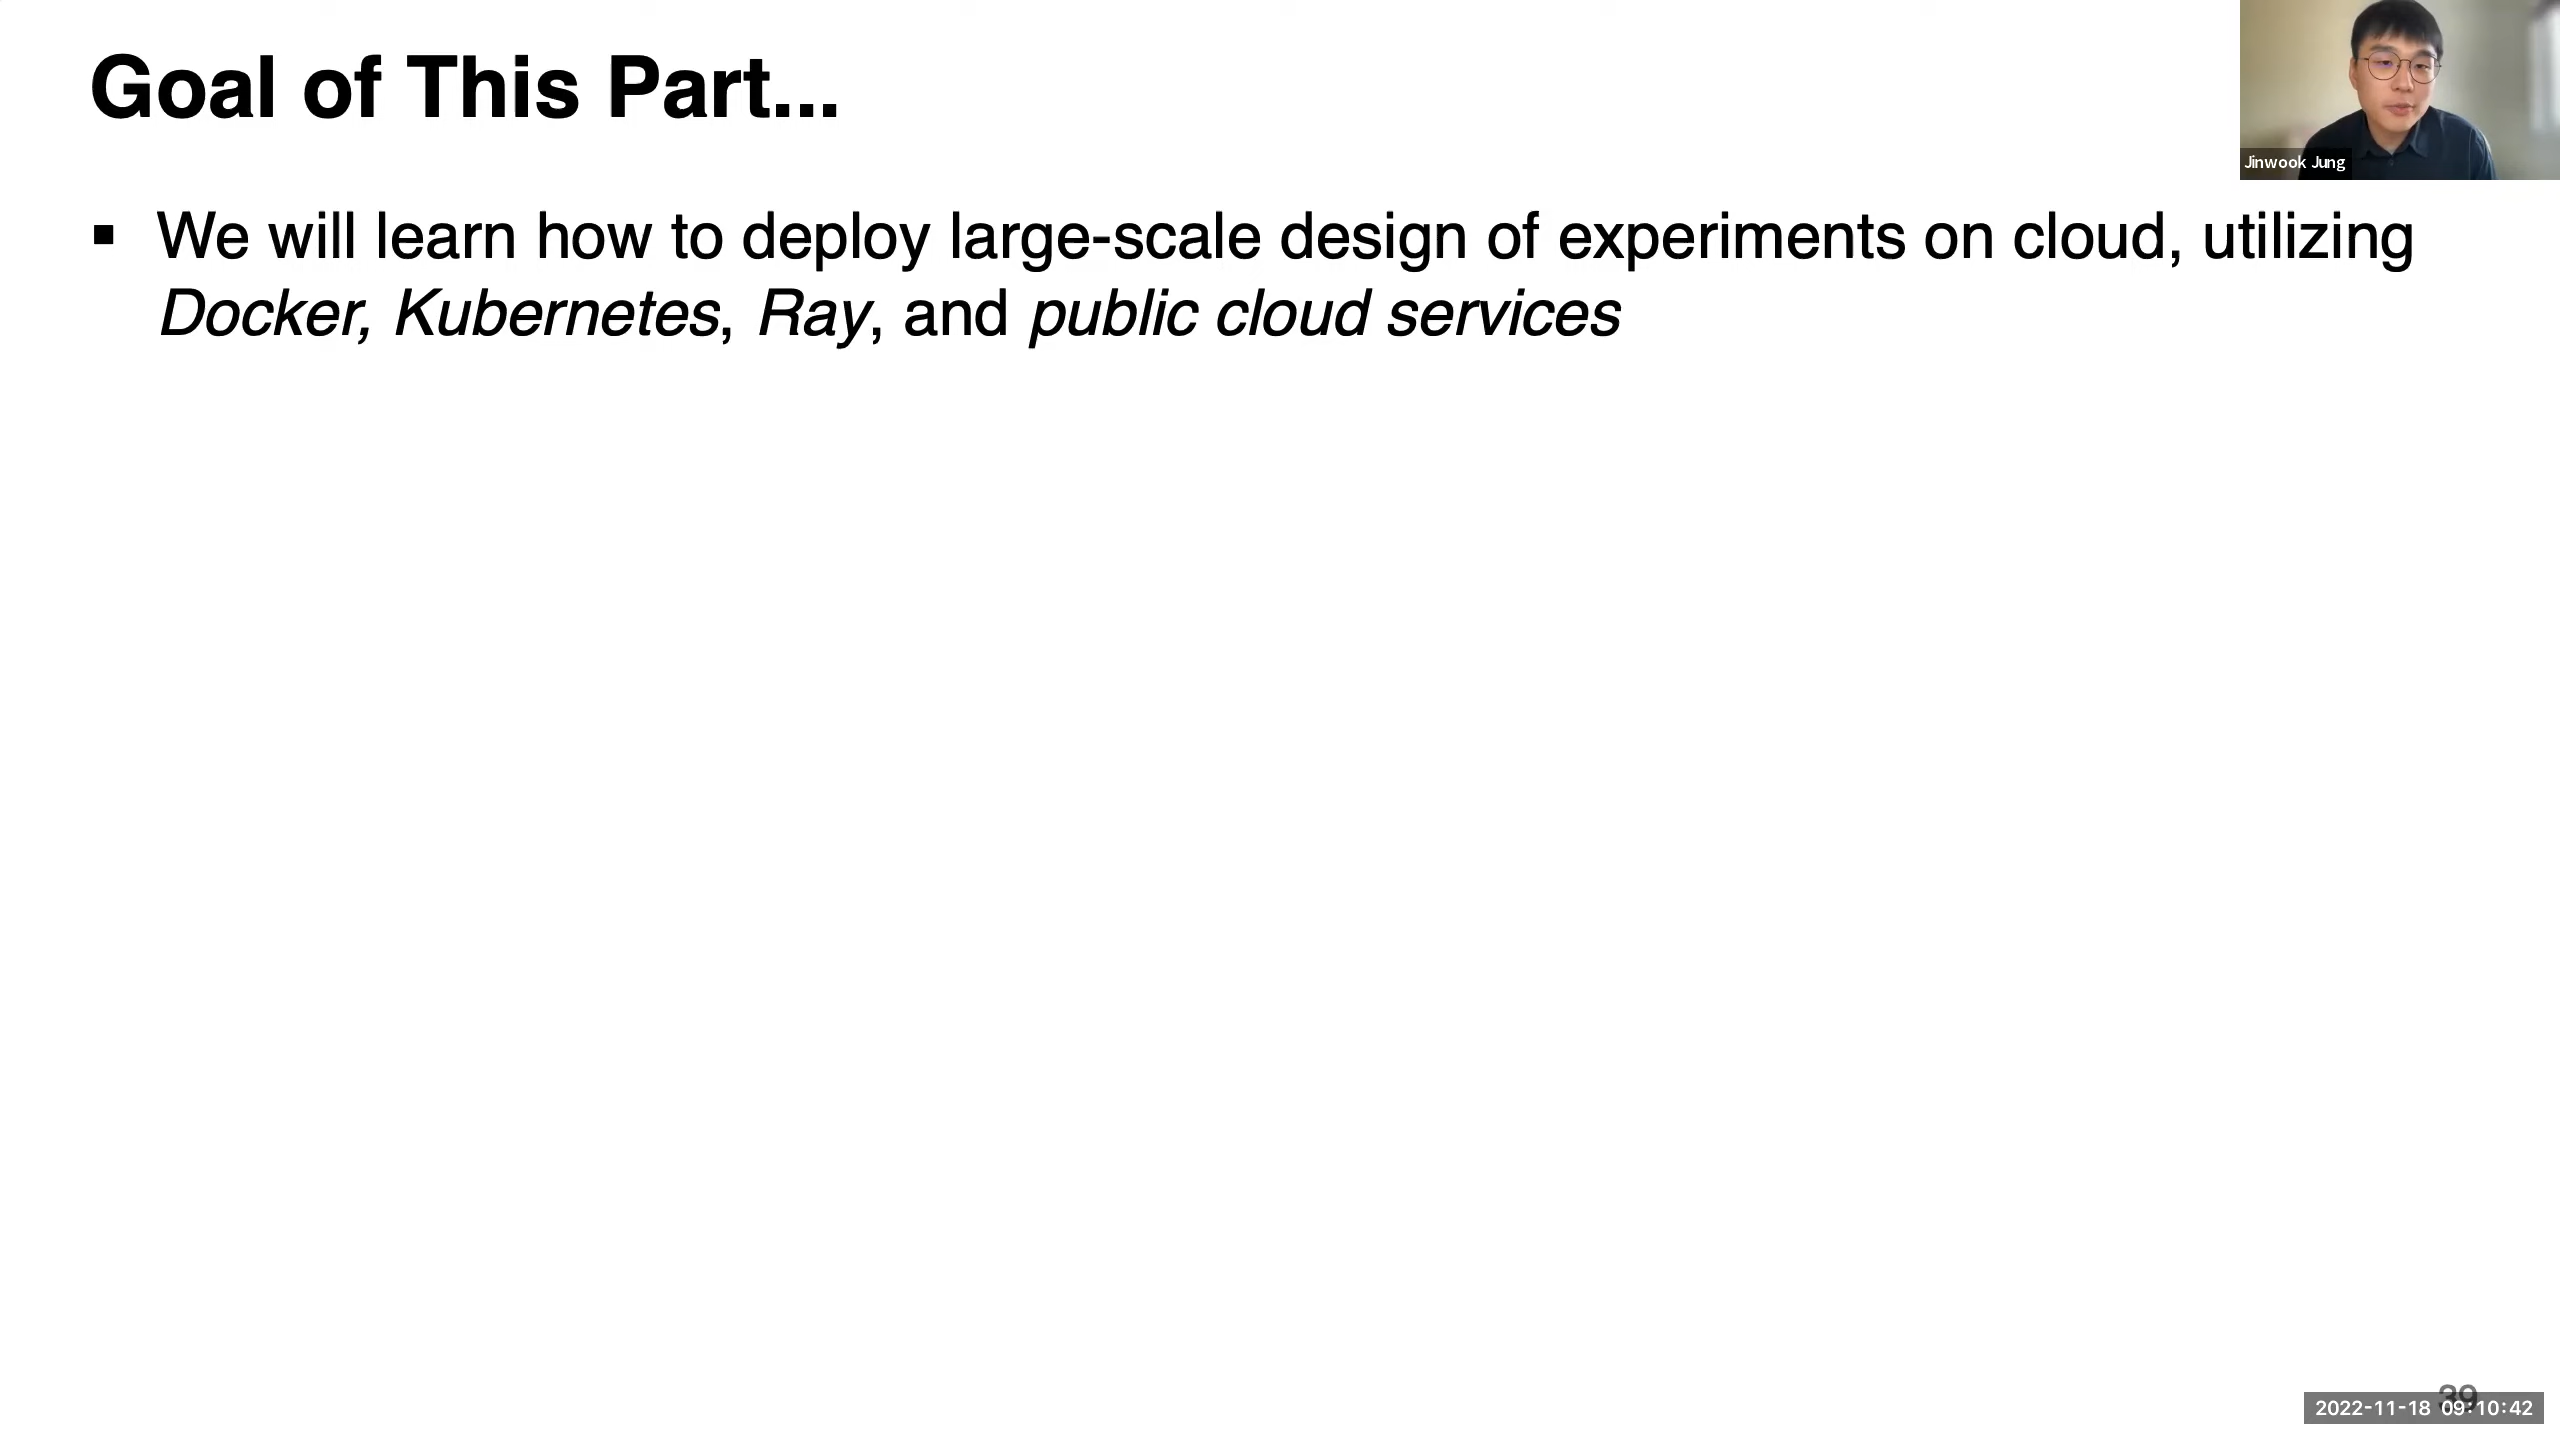 Goal of This Part...
Jinwook Jung
▪ We will learn how to deploy large-scale design of experiments on cloud, utilizing
Docker, Kubernetes, Ray, and public cloud services
39
2022-11-18 09:10:42